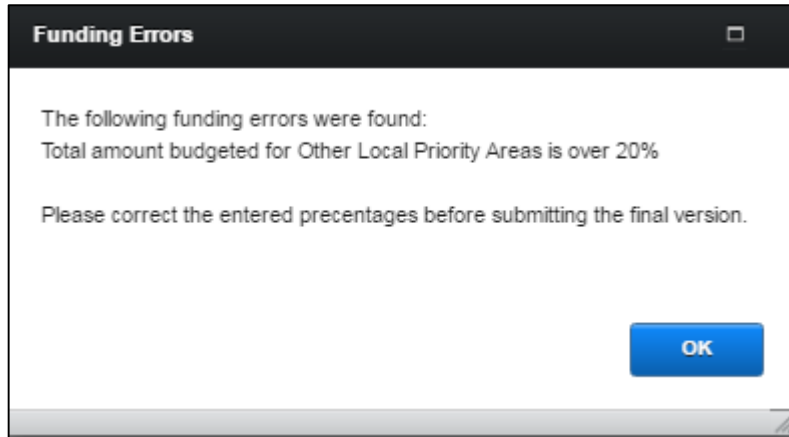 Funding Errors
The following funding errors were found:
Total amount budgeted for Other Local Priority Areas is over 20%
Please correct the entered precentages before submitting the final version.
OK